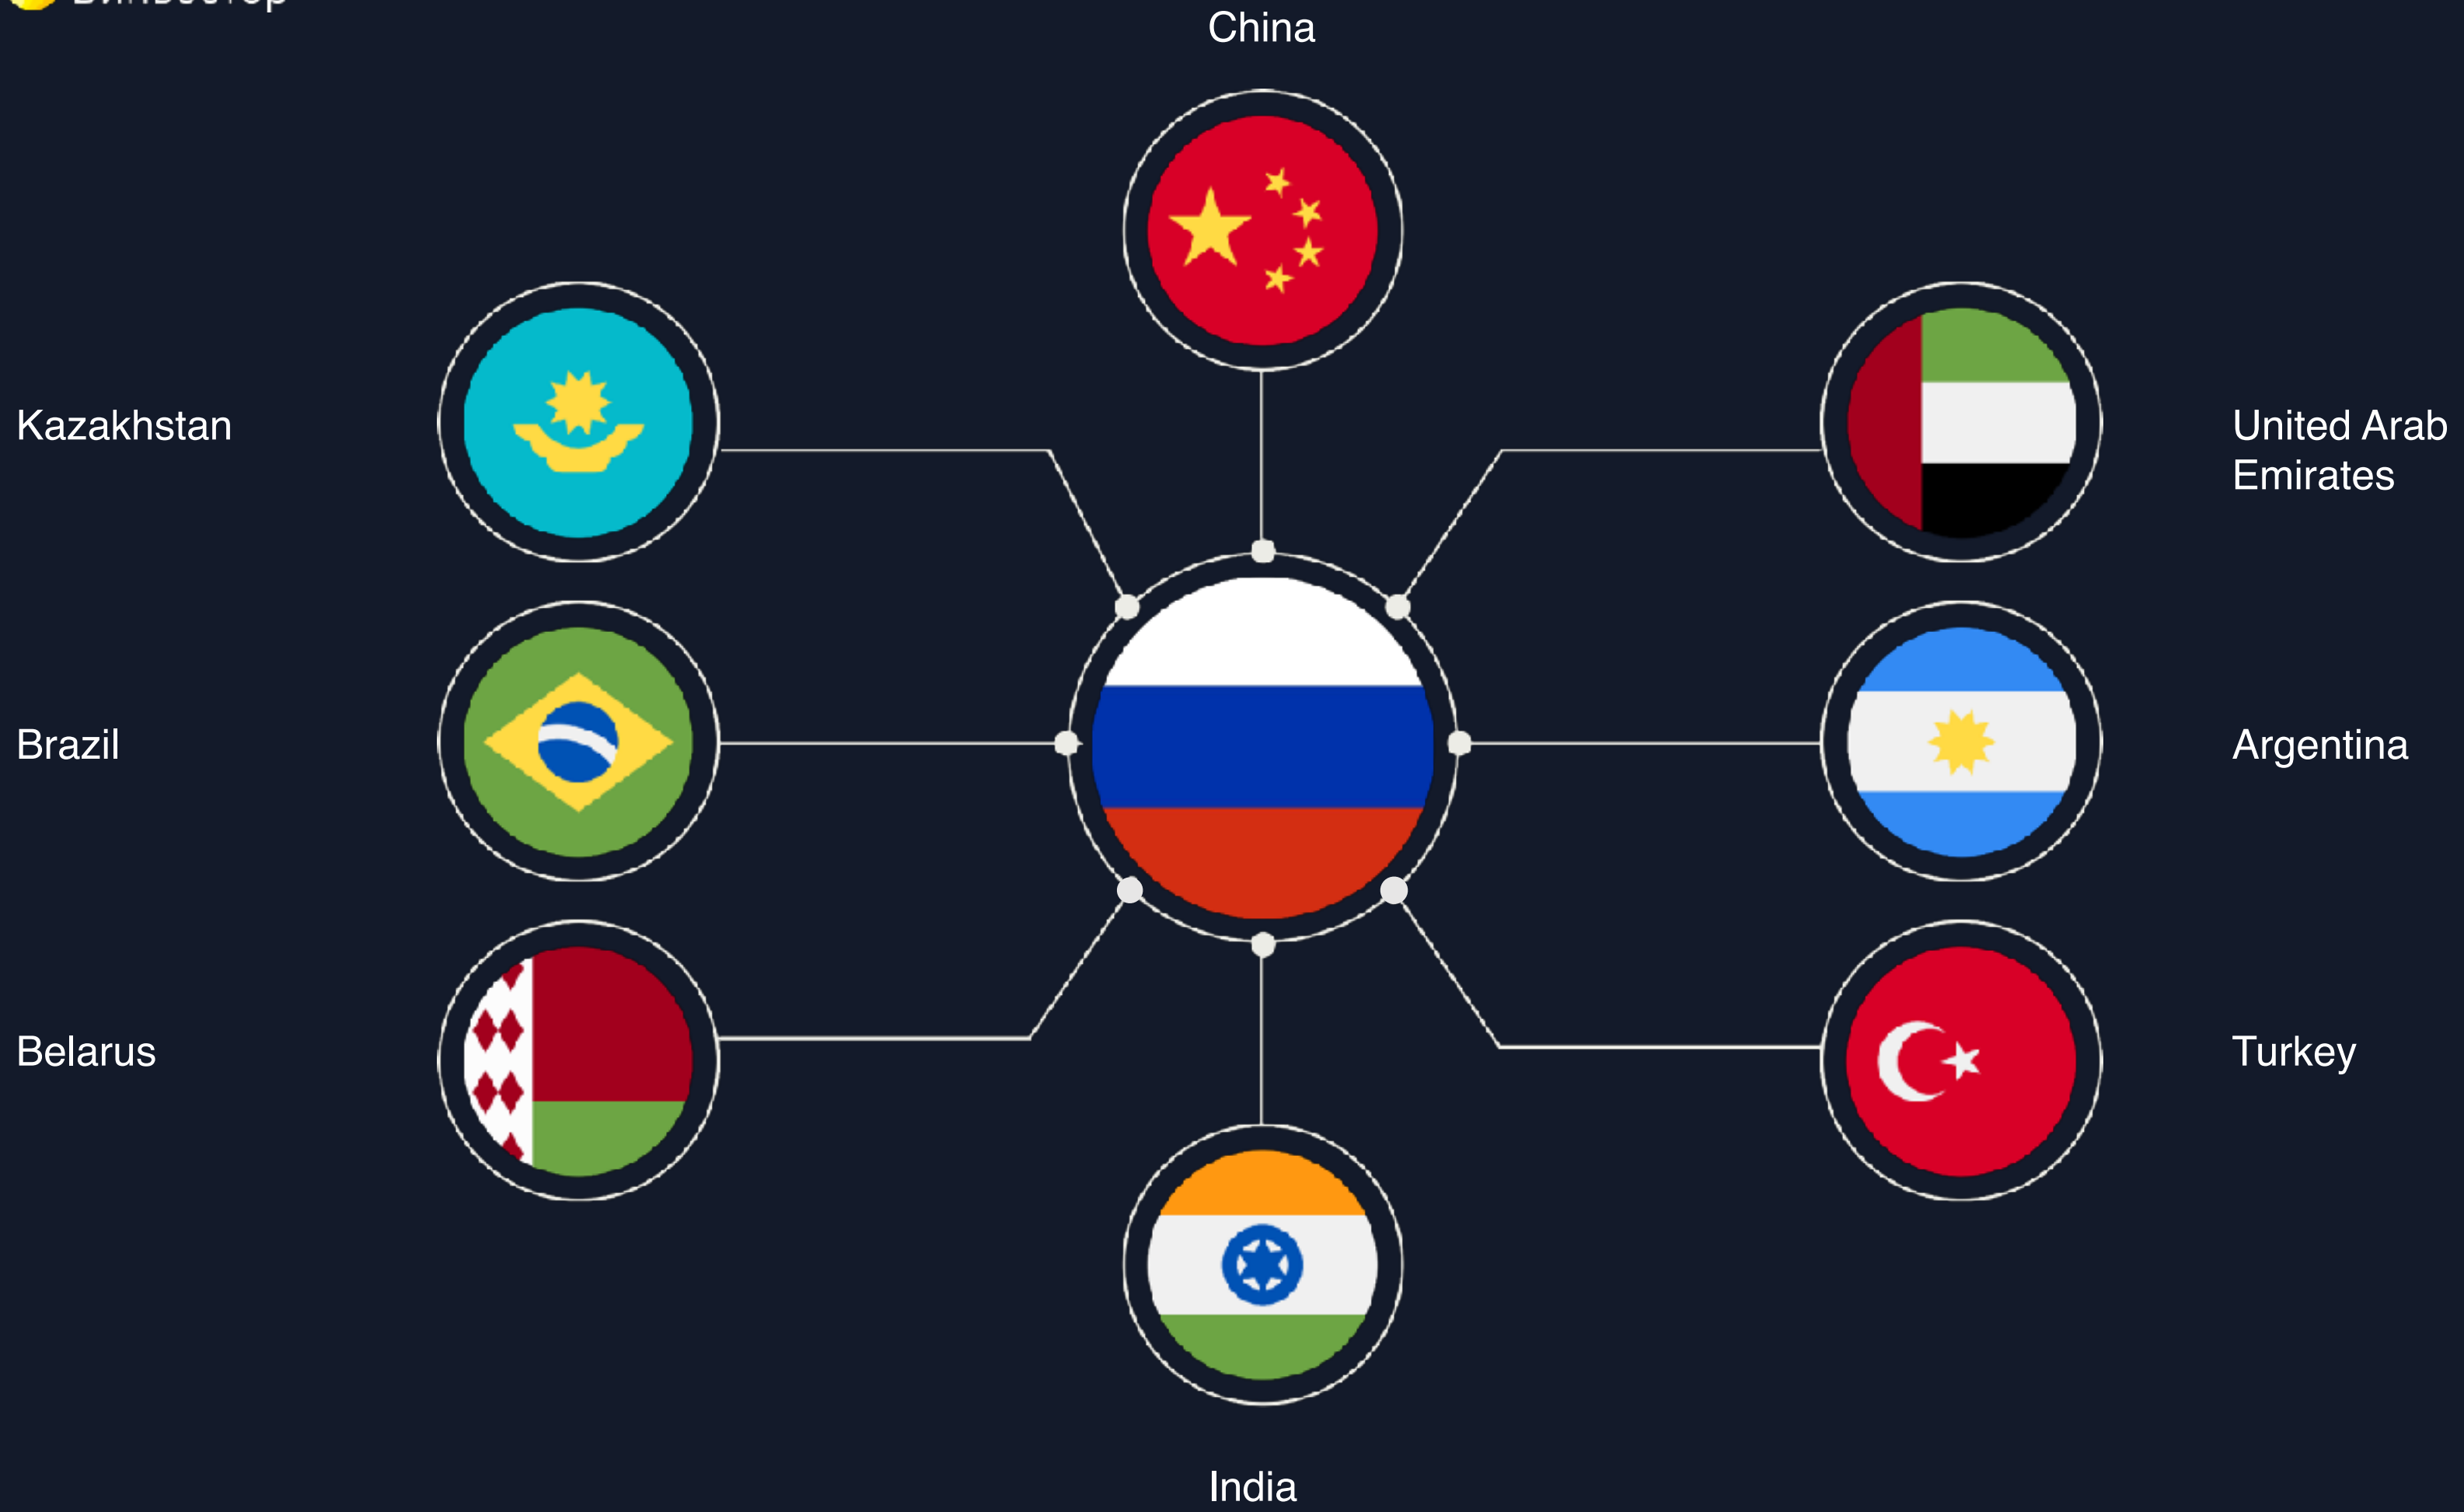 China
Kazakhstan
United Arab
Emirates
Brazil
Argentina
Belarus
Turkey
India